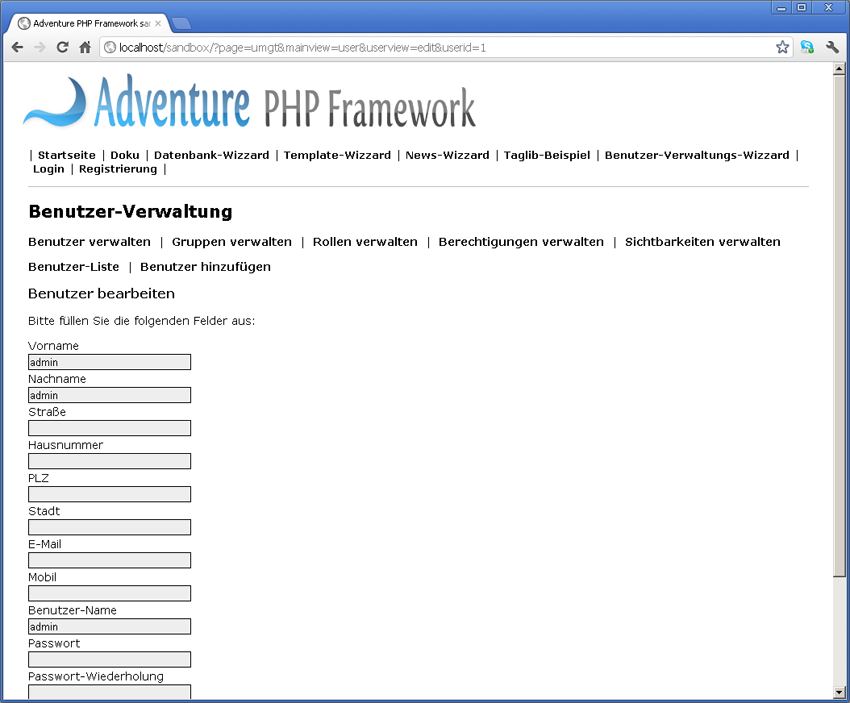 Adventure PHP Framework sar
localhost/sandbox/?page=umgt&mainview=user&userview=edit&userid=1
Adventure PHP Framework
| Startseite | Doku | Datenbank-Wizzard | Template-Wizzard | News-Wizzard | Taglib-Beispiel | Benutzer-Verwaltungs-Wizzard |
Login | Registrierung |
Benutzer-Verwaltung
Benutzer verwalten | Gruppen verwalten | Rollen verwalten | Berechtigungen verwalten | Sichtbarkeiten verwalten
Benutzer-Liste | Benutzer hinzufügen
Benutzer bearbeiten
Bitte füllen Sie die folgenden Felder aus:
Vorname
admin
Nachname
admin
Straße
Hausnummer
PLZ
Stadt
E-Mail
Mobil
Benutzer-Name
admin
Passwort
Passwort-Wiederholung